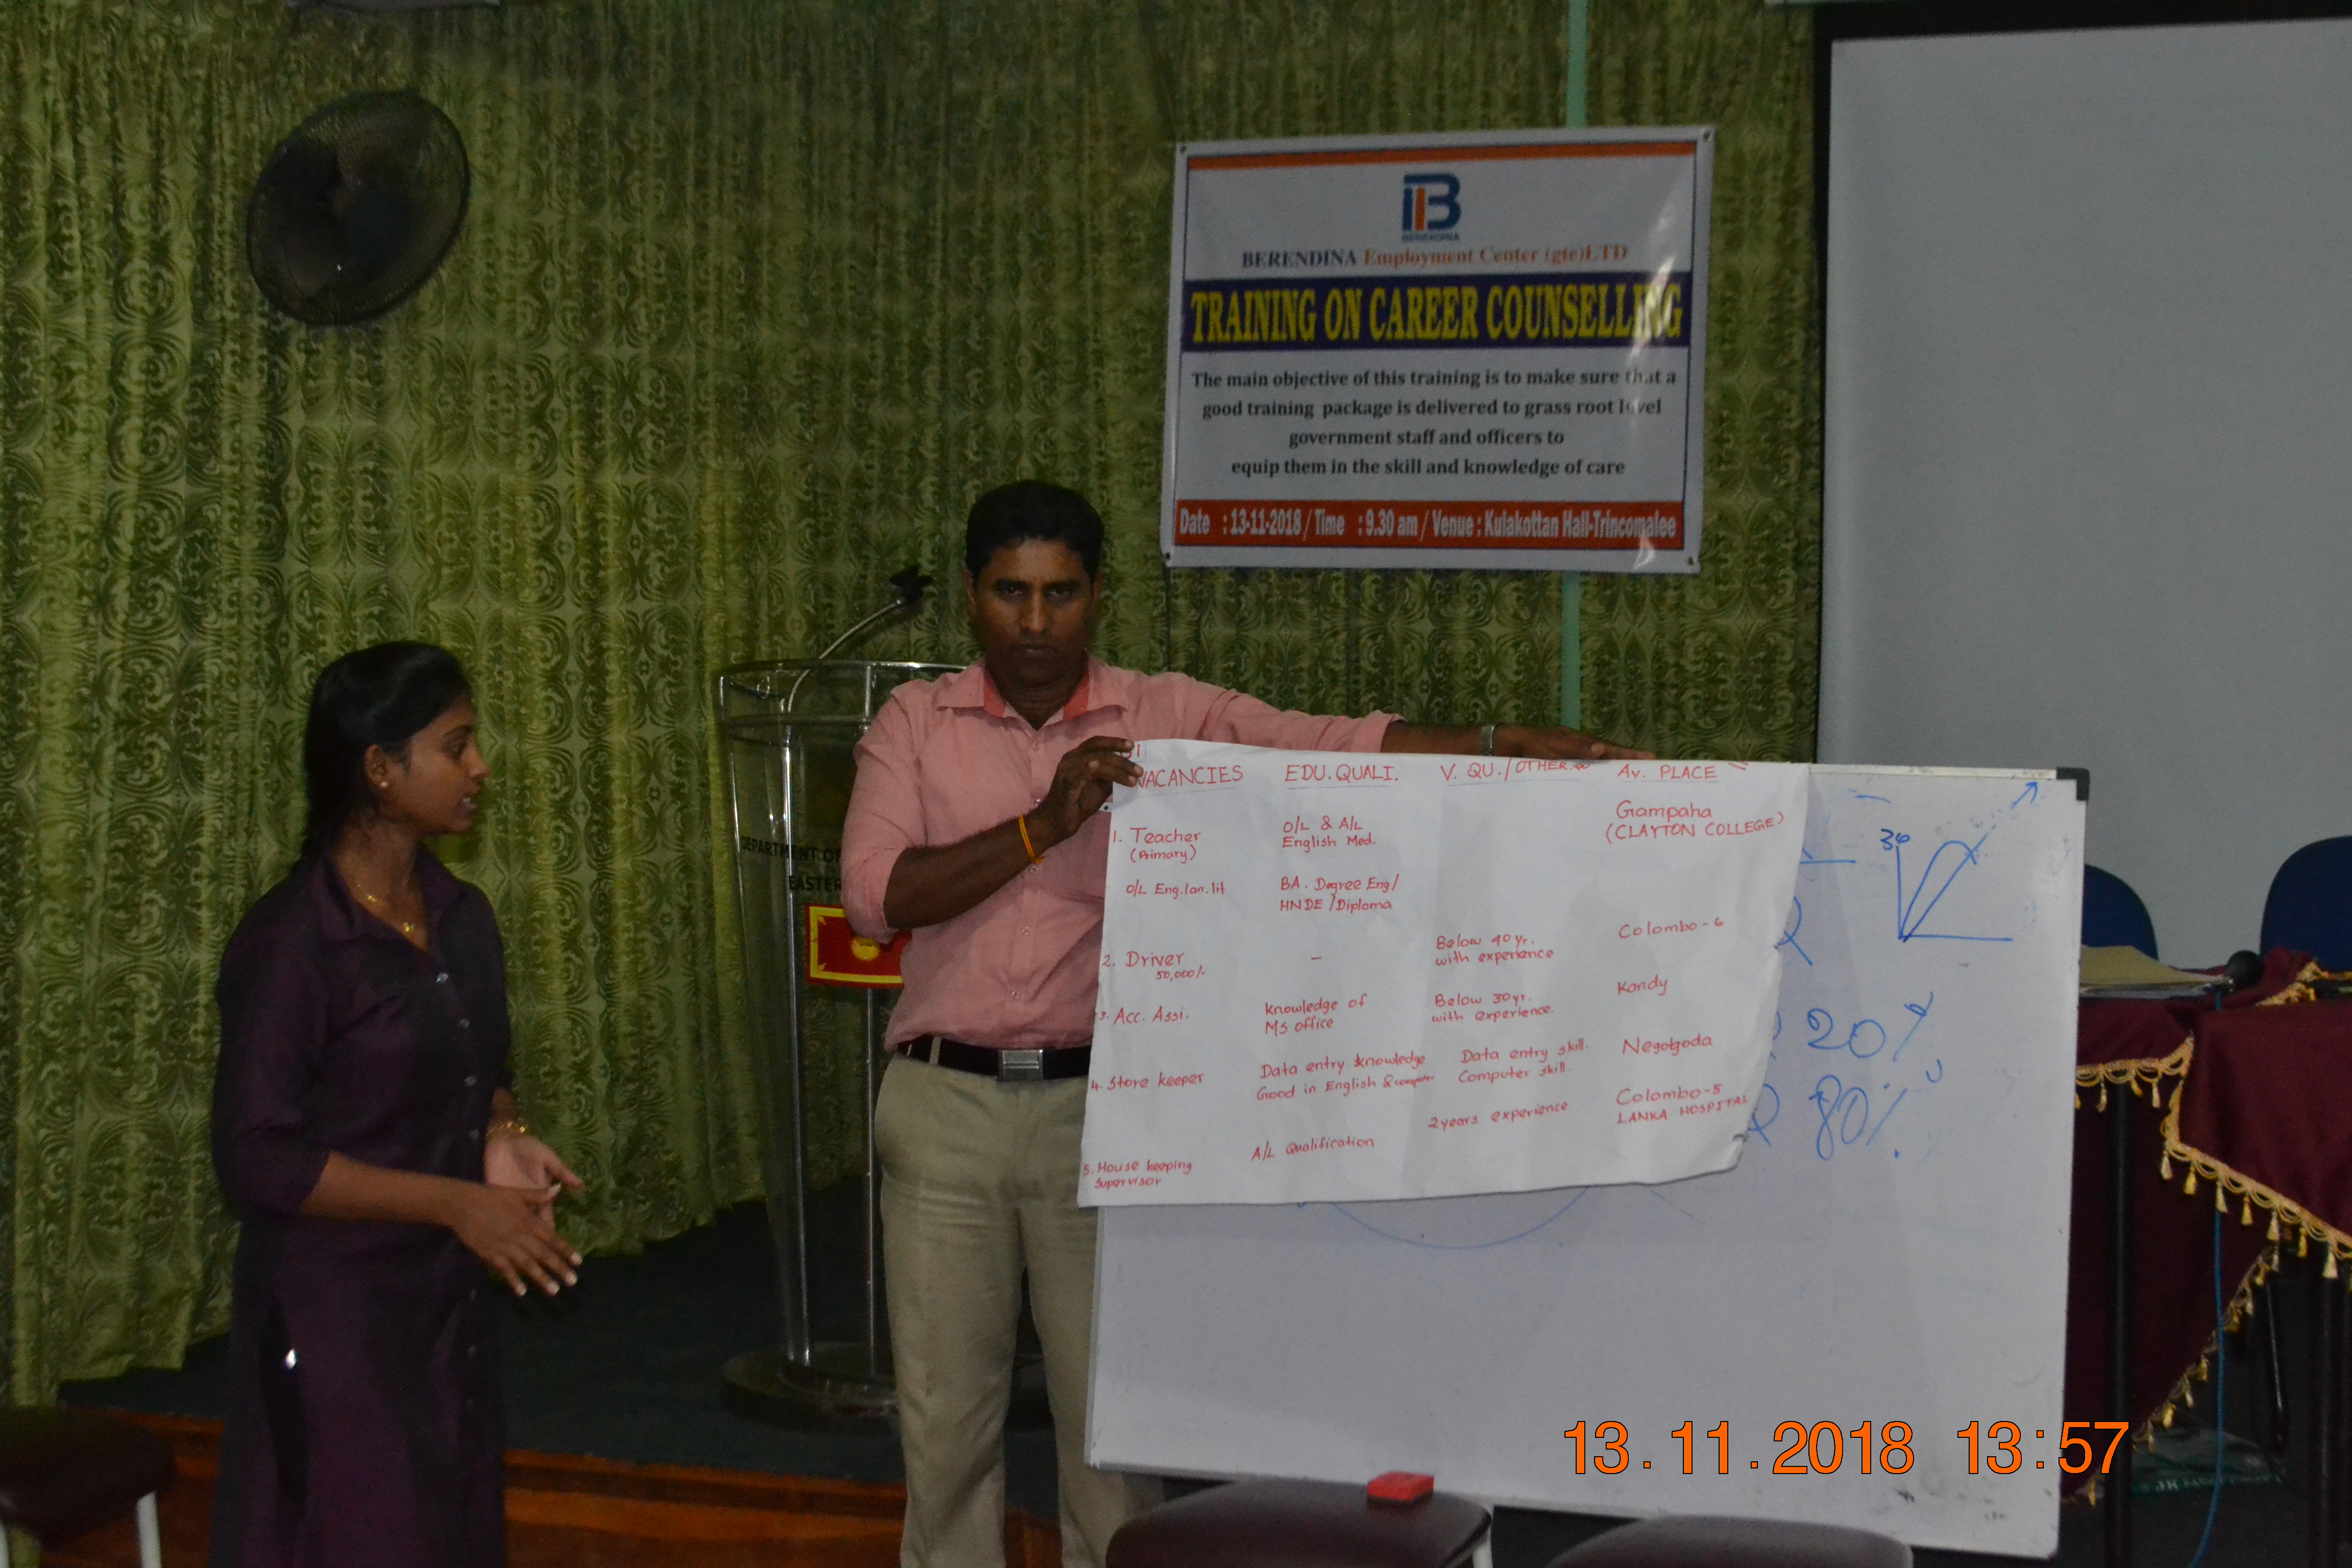 BERENDINA
BERENDINA Employment Center (gte)LTD
TRAINING ON CAREER COUNSELLING
The main objective of this training is to make sure that a
good training package is delivered to grass root level
government staff and officers to
equip them in the skill and knowledge of care
Date : 13-11-2018 / Time : 9.30 am / Venue : Kulakottan Hall-Trincomalee
DEPARTMENT OF
EASTER
VACANCIES EDU. QUALI. V. QU. / OTHER. Av. PLACE
1. Teacher
(Primary)
O/L & A/L
English Med.
Gampaha
(CLAYTON COLLEGE)
O/L Eng. lan. lit
BA. Degree Eng/
HNDE / Diploma
2. Driver
50,000/-
–
Below 40 yr.
with experience
Colombo - 6
3. Acc. Assi.
Knowledge of
MS office
Below 30 yr.
with experience.
Kandy
4. Store keeper
Data entry knowledge
Good in English & computer
Data entry skill.
Computer skill.
5. House keeping
Supervisor
A/L Qualification
2 years experience
Colombo - 5
LANKA HOSPITAL
20%
80%
13.11.2018 13:57